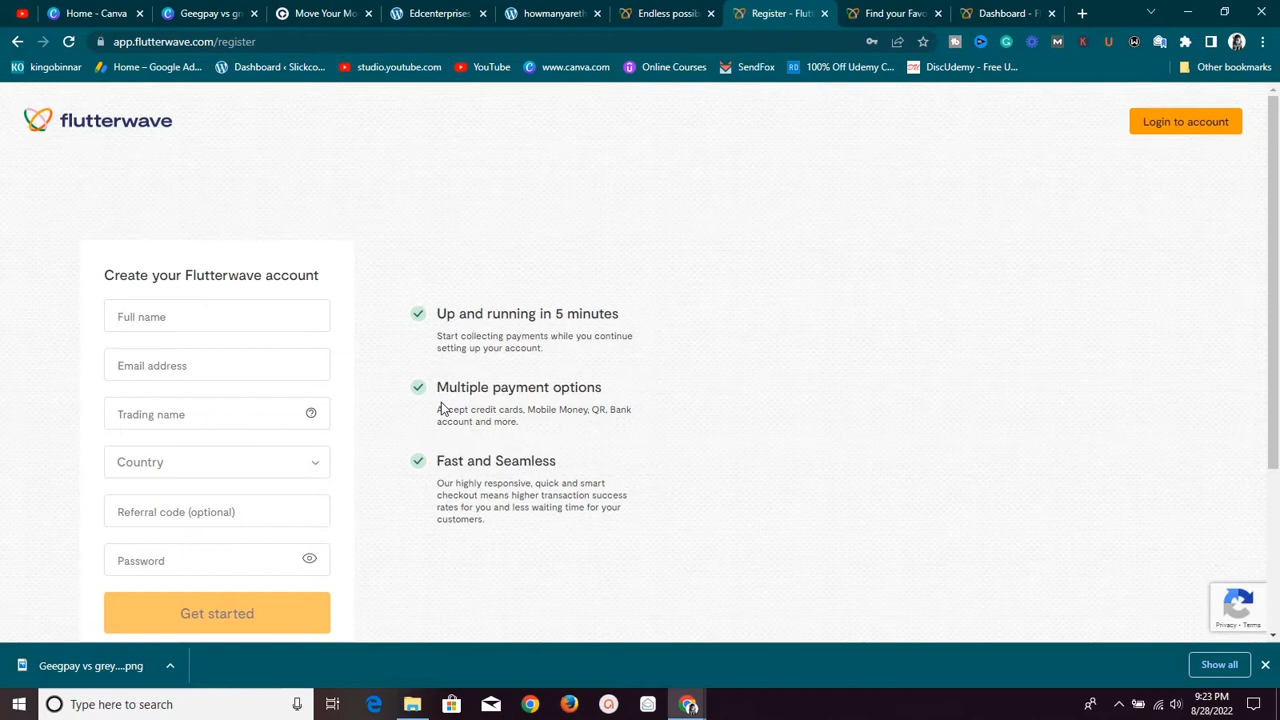 Home - Canva
Geegpay vs gr
Move Your Mo
Edcenterprises
howmanyareth
Endless possib
Register - Flutt
Find your Favo
Dashboard - Fl
app.flutterwave.com/register
KO kingobinnar
Home – Google Ad...
Dashboard ‹ Slickco...
studio.youtube.com
YouTube
www.canva.com
Online Courses
SendFox
RD 100% Off Udemy C...
DiscUdemy - Free U...
Other bookmarks
flutterwave
Login to account
Create your Flutterwave account
Full name
Email address
Trading name
Country
Referral code (optional)
Password
Get started
Up and running in 5 minutes
Start collecting payments while you continue
setting up your account.
Multiple payment options
Accept credit cards, Mobile Money, QR, Bank
account and more.
Fast and Seamless
Our highly responsive, quick and smart
checkout means higher transaction success
rates for you and less waiting time for your
customers.
Privacy - Terms
Geegpay vs grey....png
Show all
Type here to search
9:23 PM
8/28/2022